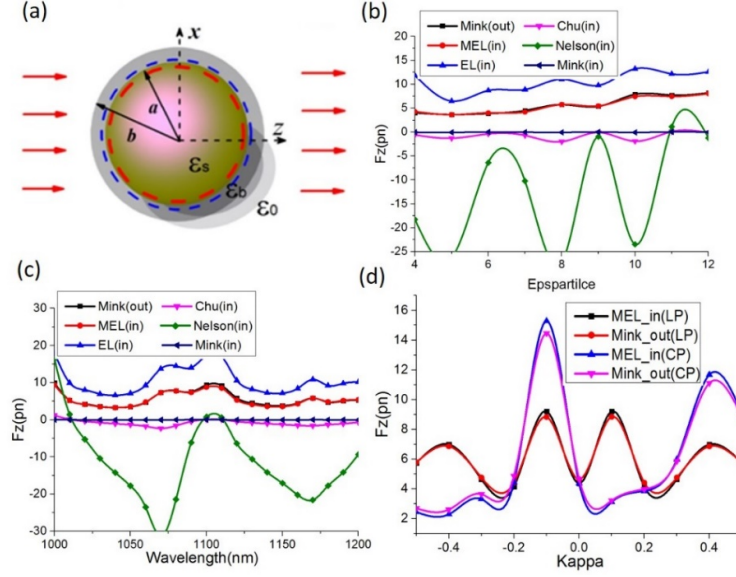 (a)
x
a
b
z
εs
εb
ε0
(b)
Mink(out) Chu(in)
MEL(in) Nelson(in)
EL(in) Mink(in)
Fz(pn)
20
15
10
5
0
-5
-10
-15
-20
-25
4 6 8 10 12
Epspartilce
(c)
Mink(out) Chu(in)
MEL(in) Nelson(in)
EL(in) Mink(in)
Fz(pn)
30
20
10
0
-10
-20
-30
1000 1050 1100 1150 1200
Wavelength(nm)
(d)
MEL_in(LP)
Mink_out(LP)
MEL_in(CP)
Mink_out(CP)
Fz(pn)
16
14
12
10
8
6
4
2
-0.4 -0.2 0.0 0.2 0.4
Kappa